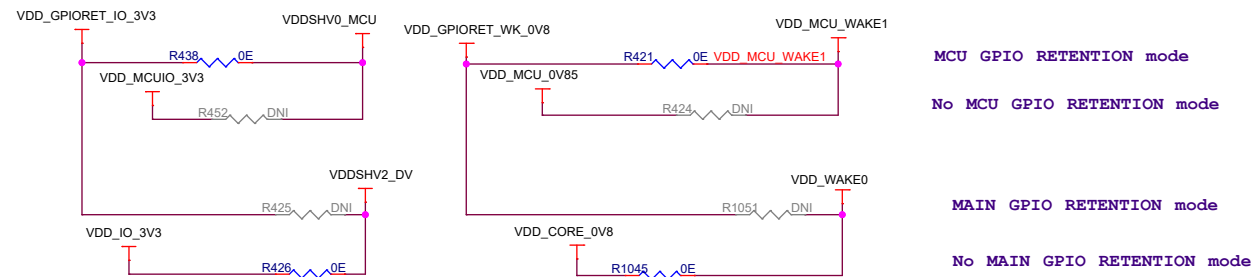 VDD_GPIORET_IO_3V3
VDDSHV0_MCU
R438 0E
VDD_MCUIO_3V3
R452 DNI
VDDSHV2_DV
R425 DNI
VDD_IO_3V3
R426 0E
VDD_GPIORET_WK_0V8
VDD_MCU_WAKE1
R421 0E VDD_MCU_WAKE1
VDD_MCU_0V85
R424 DNI
VDD_WAKE0
R1051 DNI
VDD_CORE_0V8
R1045 0E
MCU GPIO RETENTION mode
No MCU GPIO RETENTION mode
MAIN GPIO RETENTION mode
No MAIN GPIO RETENTION mode